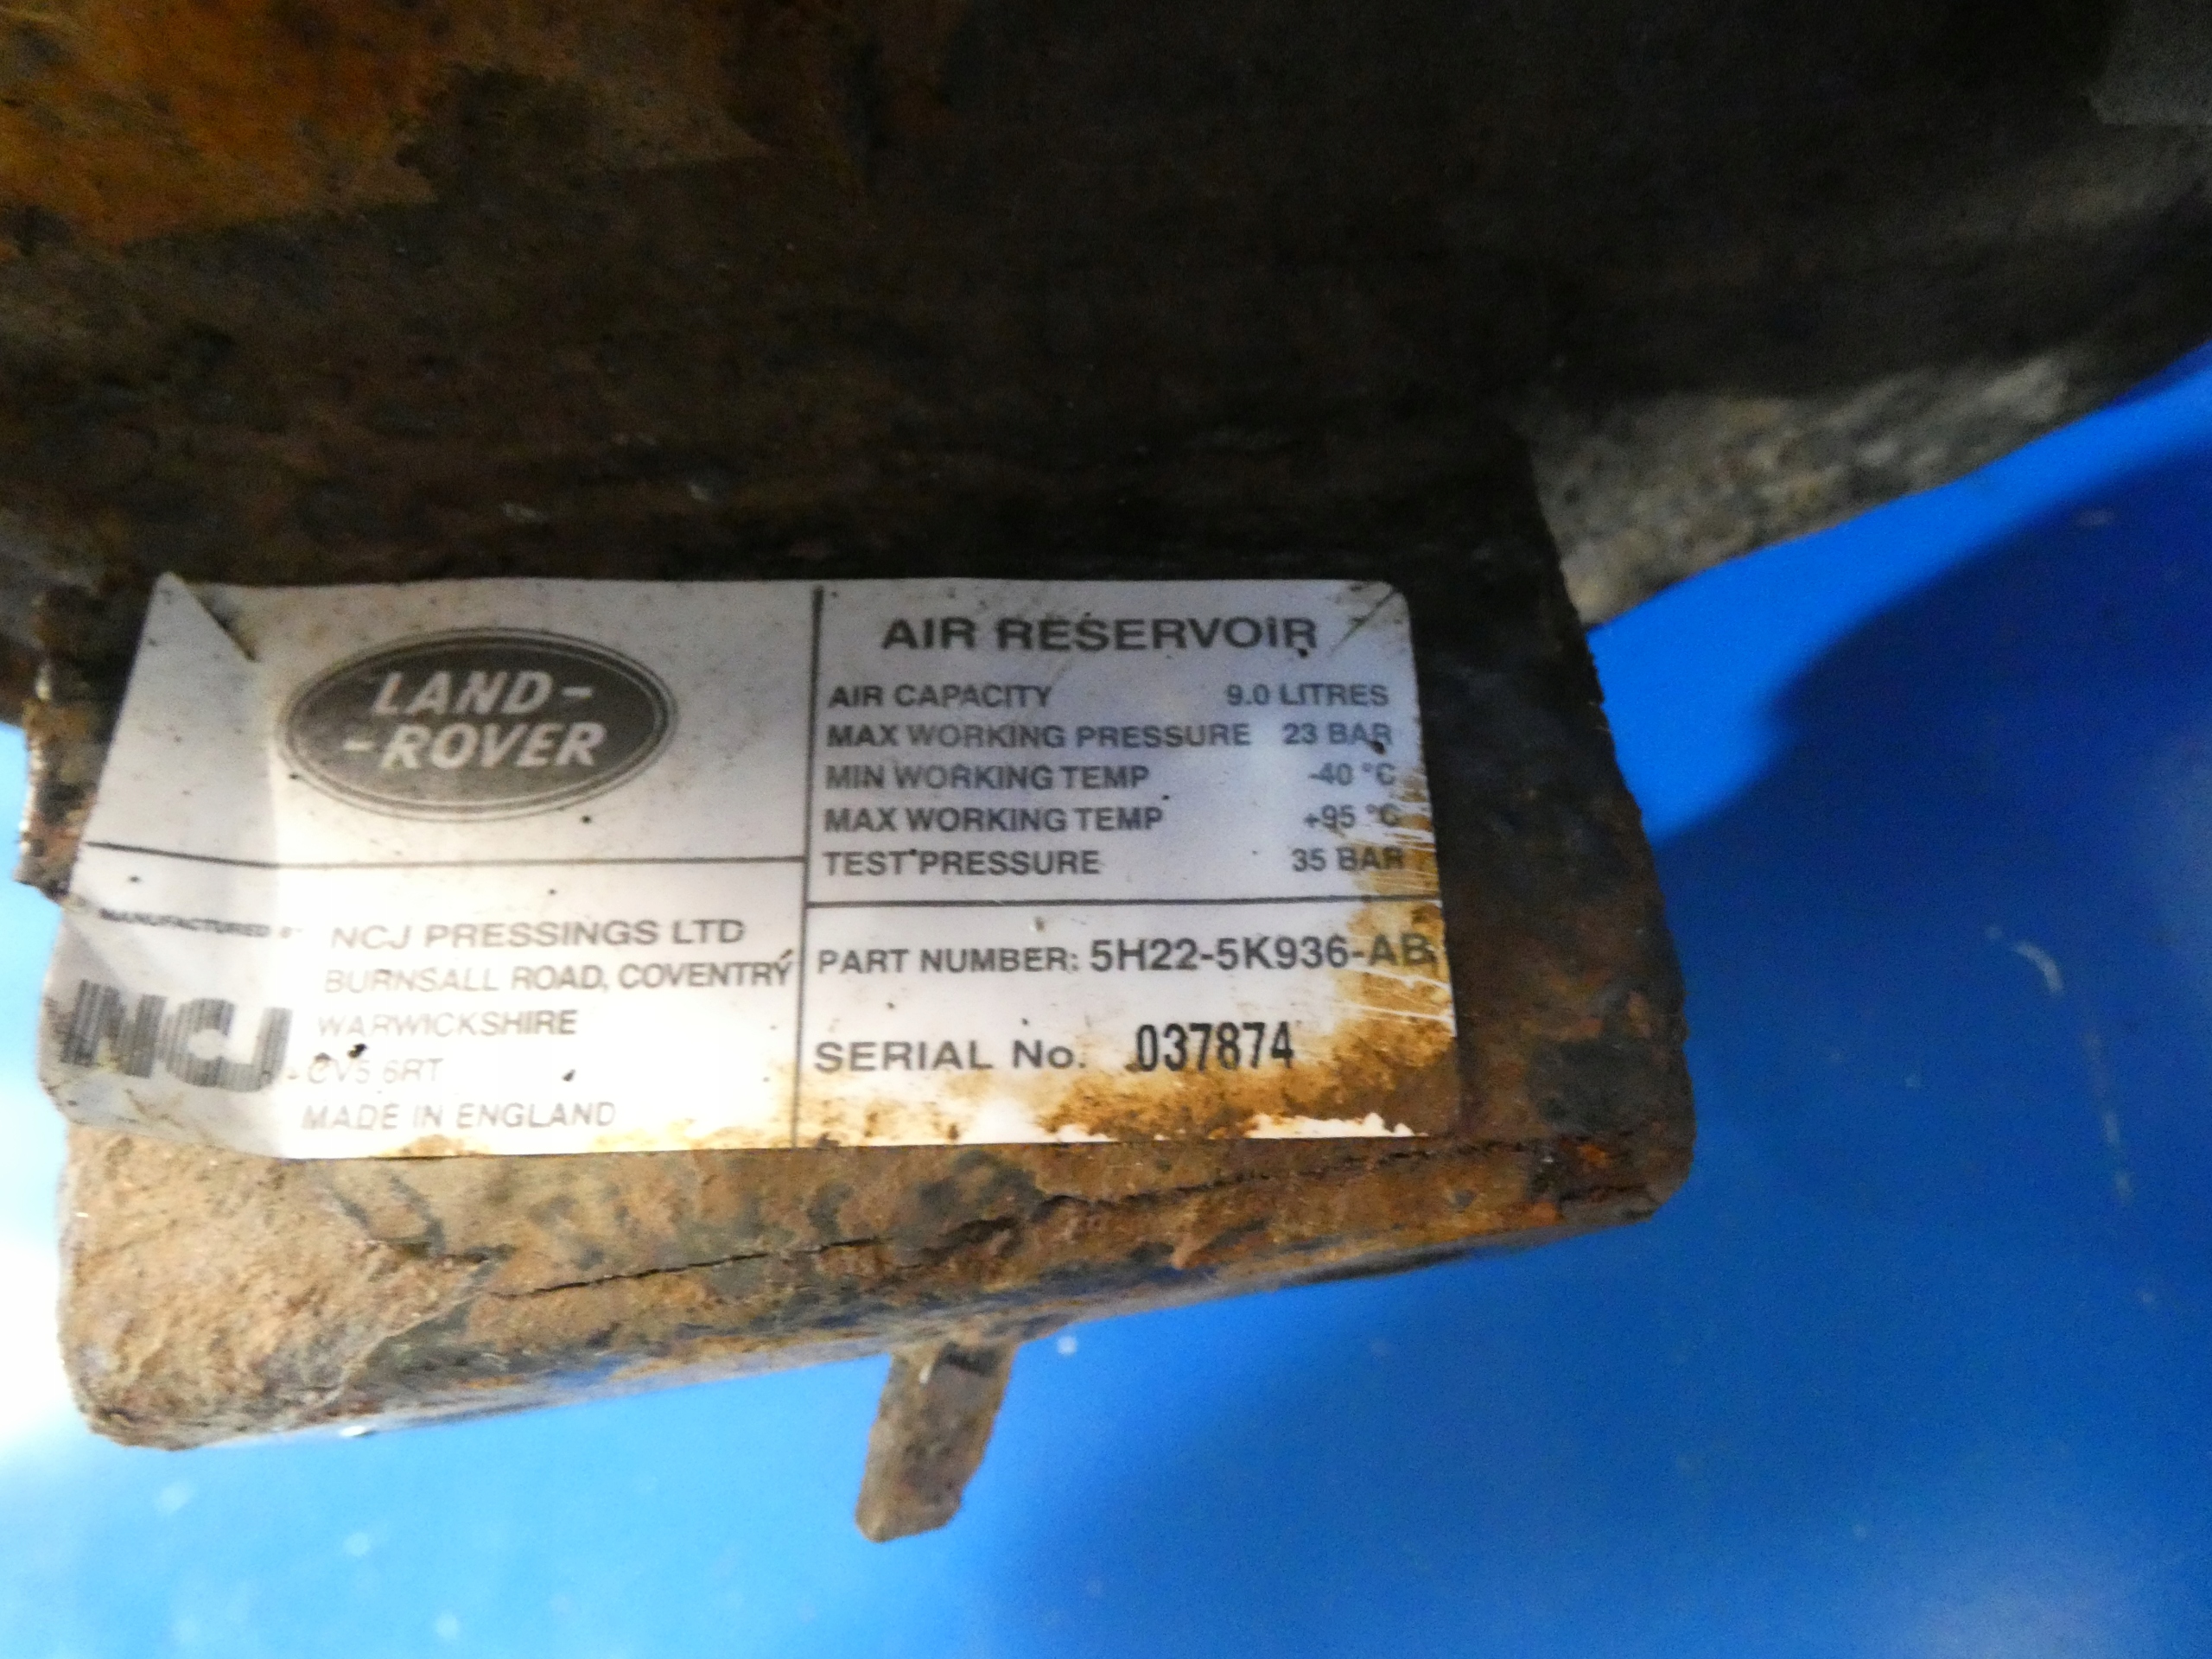 LAND-
-ROVER
AIR RESERVOIR
AIR CAPACITY 9.0 LITRES
MAX WORKING PRESSURE 23 BAR
MIN WORKING TEMP -40 °C
MAX WORKING TEMP +95 °C
TEST PRESSURE 35 BAR
MANUFACTURED BY
NCJ
NCJ PRESSINGS LTD
BURNSALL ROAD, COVENTRY
WARWICKSHIRE
CV5 6RT
MADE IN ENGLAND
PART NUMBER: 5H22-5K936-AB
SERIAL No. 037874